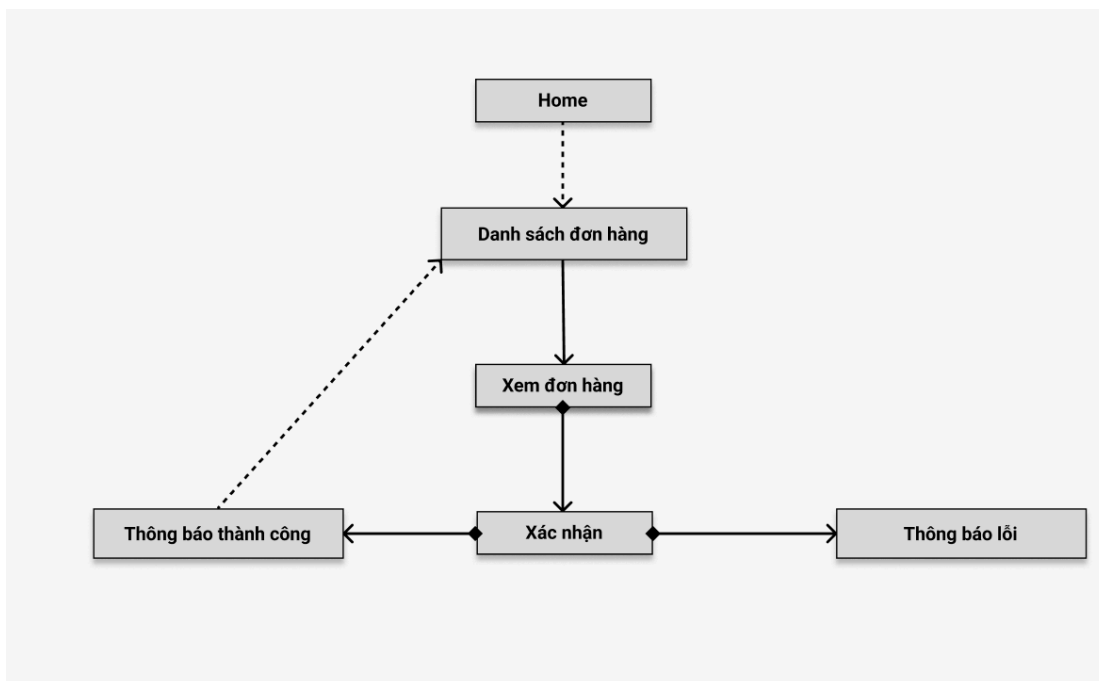 Home
Danh sách đơn hàng
Xem đơn hàng
Thông báo thành công
Xác nhận
Thông báo lỗi